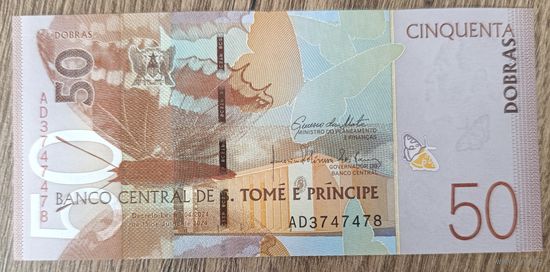 50
DOBRAS
CINQUENTA
DOBRAS
AD3747478
50
MINISTRO DO PLANEAMENTO
E FINANÇAS
GOVERNADOR DO
BANCO CENTRAL
BANCO CENTRAL DE S. TOMÉ E PRÍNCIPE
AD3747478
50